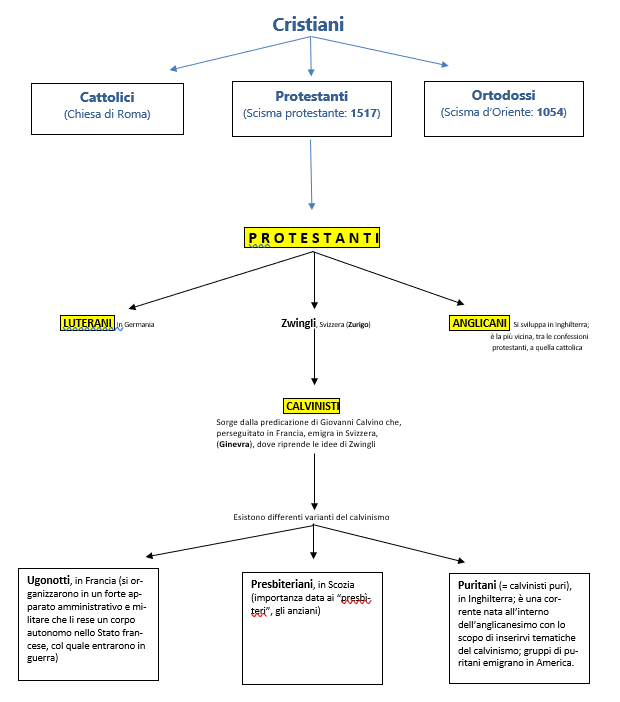 Cristiani
Cattolici
(Chiesa di Roma)
Protestanti
(Scisma protestante: 1517)
Ortodossi
(Scisma d'Oriente: 1054)
P R O T E S T A N T I
LUTERANI in Germania
Zwingli, Svizzera (Zurigo)
ANGLICANI Si sviluppa in Inghilterra;
è la più vicina, tra le confessioni
protestanti, a quella cattolica
CALVINISTI
Sorge dalla predicazione di Giovanni Calvino che,
perseguitato in Francia, emigra in Svizzera,
(Ginevra), dove riprende le idee di Zwingli
Esistono differenti varianti del calvinismo
Ugonotti, in Francia (si or-
ganizzarono in un forte ap-
parato amministrativo e mi-
litare che li rese un corpo
autonomo nello Stato fran-
cese, col quale entrarono in
guerra)
Presbiteriani, in Scozia
(importanza data ai "presbì-
teri", gli anziani)
Puritani (= calvinisti puri),
in Inghilterra; è una cor-
rente nata all'interno
dell'anglicanesimo con lo
scopo di inserirvi tematiche
del calvinismo; gruppi di pu-
ritani emigrano in America.